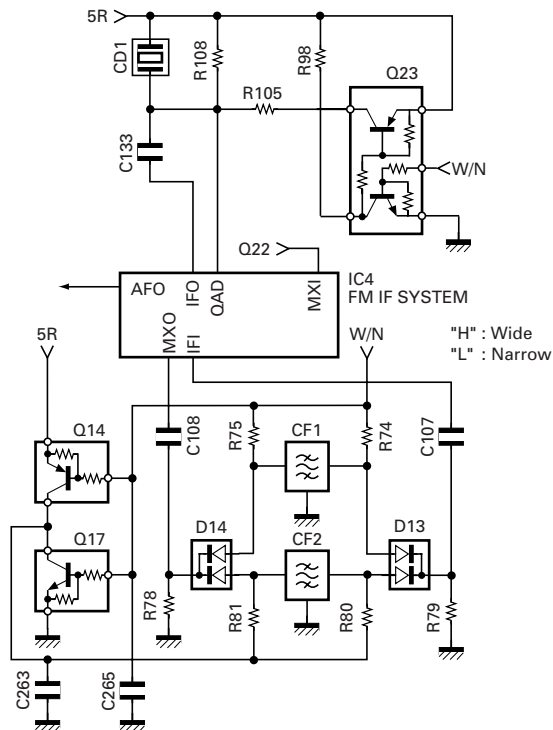 5R
CD1
R108
R98
Q23
R105
C133
W/N
Q22
IC4
FM IF SYSTEM
AFO
IFO
QAD
MXI
MXO
IFI
5R
W/N
"H" : Wide
"L" : Narrow
Q14
C108
R75
CF1
R74
C107
Q17
D14
CF2
D13
R78
R81
R80
R79
C263
C265